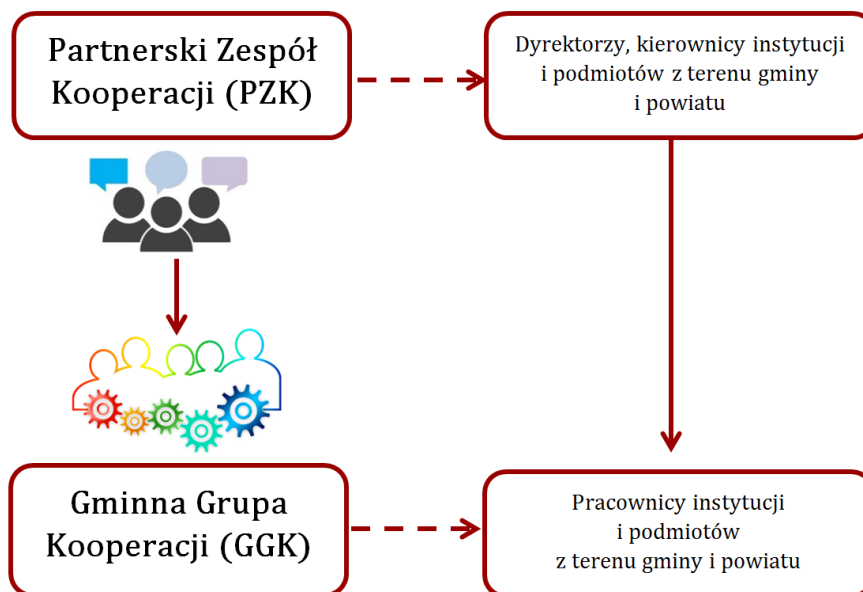 Partnerski Zespół
Kooperacji (PZK)
Dyrektorzy, kierownicy instytucji
i podmiotów z terenu gminy
i powiatu
Gminna Grupa
Kooperacji (GGK)
Pracownicy instytucji
i podmiotów
z terenu gminy i powiatu